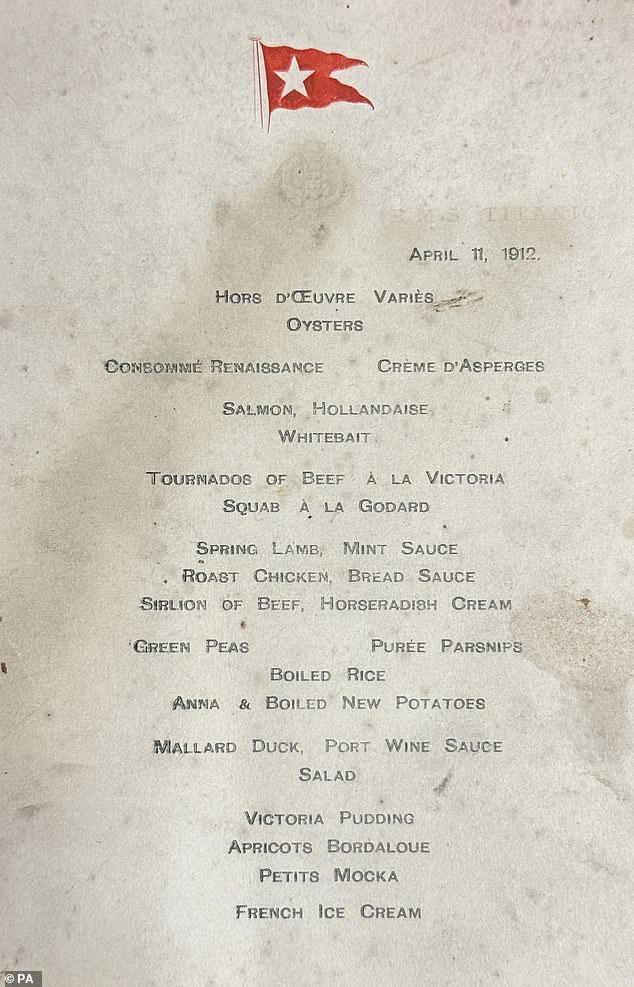 R.M.S TITANIC.
APRIL 11, 1912.
HORS D'ŒUVRE VARIÈS
OYSTERS
CONSOMMÉ RENAISSANCE CRÈME D'ASPERGES
SALMON, HOLLANDAISE
WHITEBAIT
TOURNADOS OF BEEF À LA VICTORIA
SQUAB À LA GODARD
SPRING LAMB, MINT SAUCE
ROAST CHICKEN, BREAD SAUCE
SIRLION OF BEEF, HORSERADISH CREAM
GREEN PEAS PURÉE PARSNIPS
BOILED RICE
ANNA & BOILED NEW POTATOES
MALLARD DUCK, PORT WINE SAUCE
SALAD
VICTORIA PUDDING
APRICOTS BORDALOUE
PETITS MOCKA
FRENCH ICE CREAM
© PA